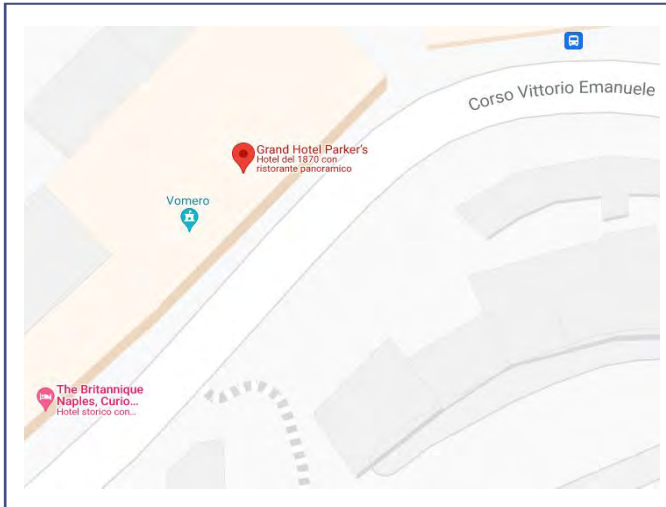 Corso Vittorio Emanuele
Grand Hotel Parker's
Hotel del 1870 con
ristorante panoramico
Vomero
The Britannique
Naples, Curio...
Hotel storico con...